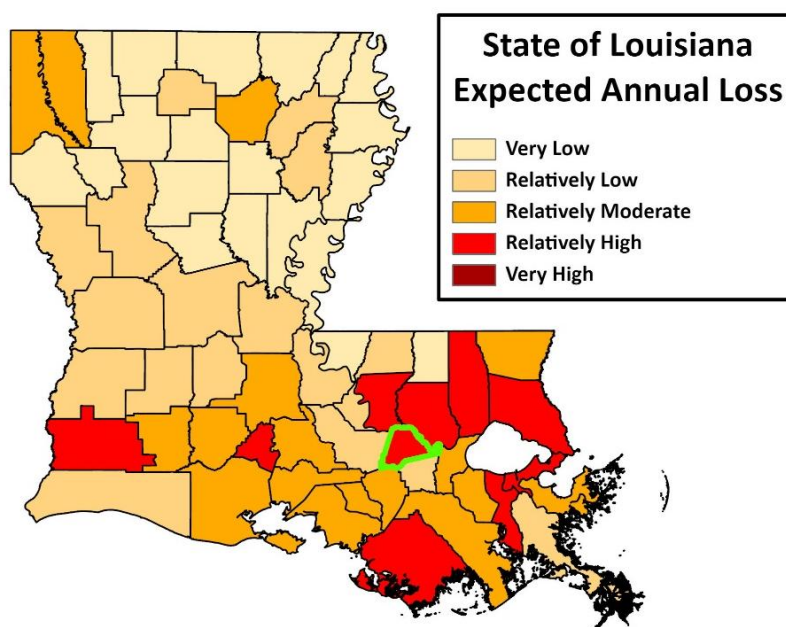 State of Louisiana
Expected Annual Loss
Very Low
Relatively Low
Relatively Moderate
Relatively High
Very High